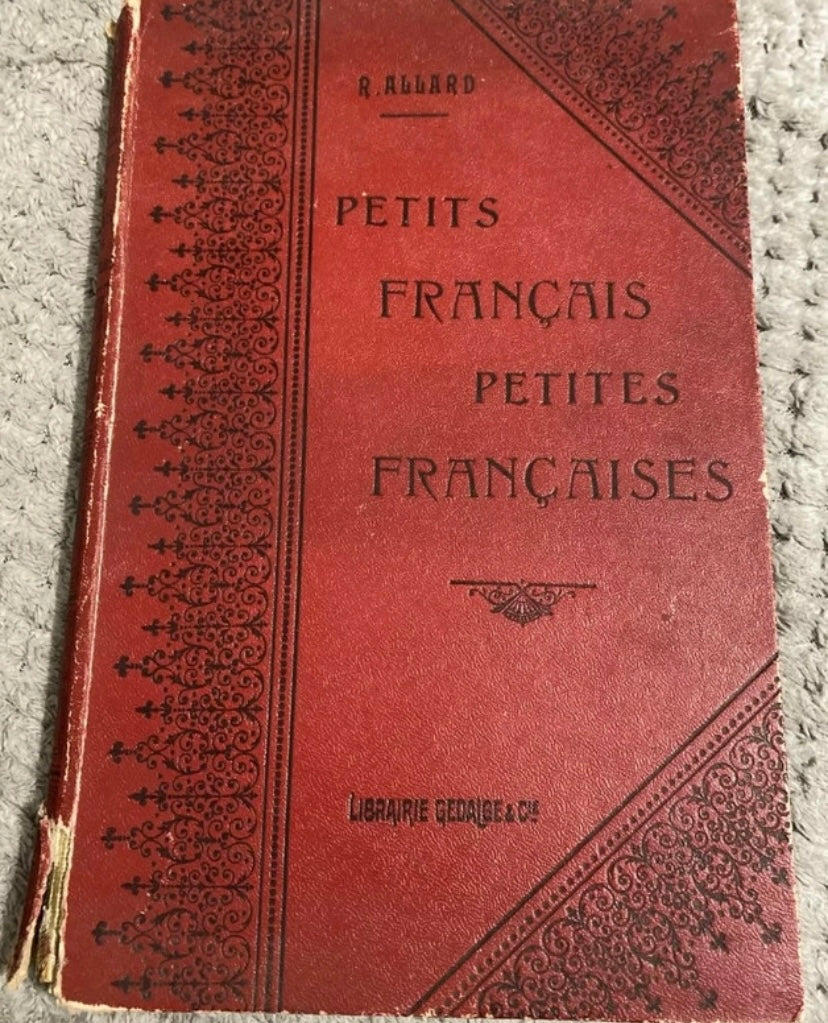 R. ALLARD
PETITS
FRANÇAIS
PETITES
FRANÇAISES
LIBRAIRIE GEDALGE & Cie